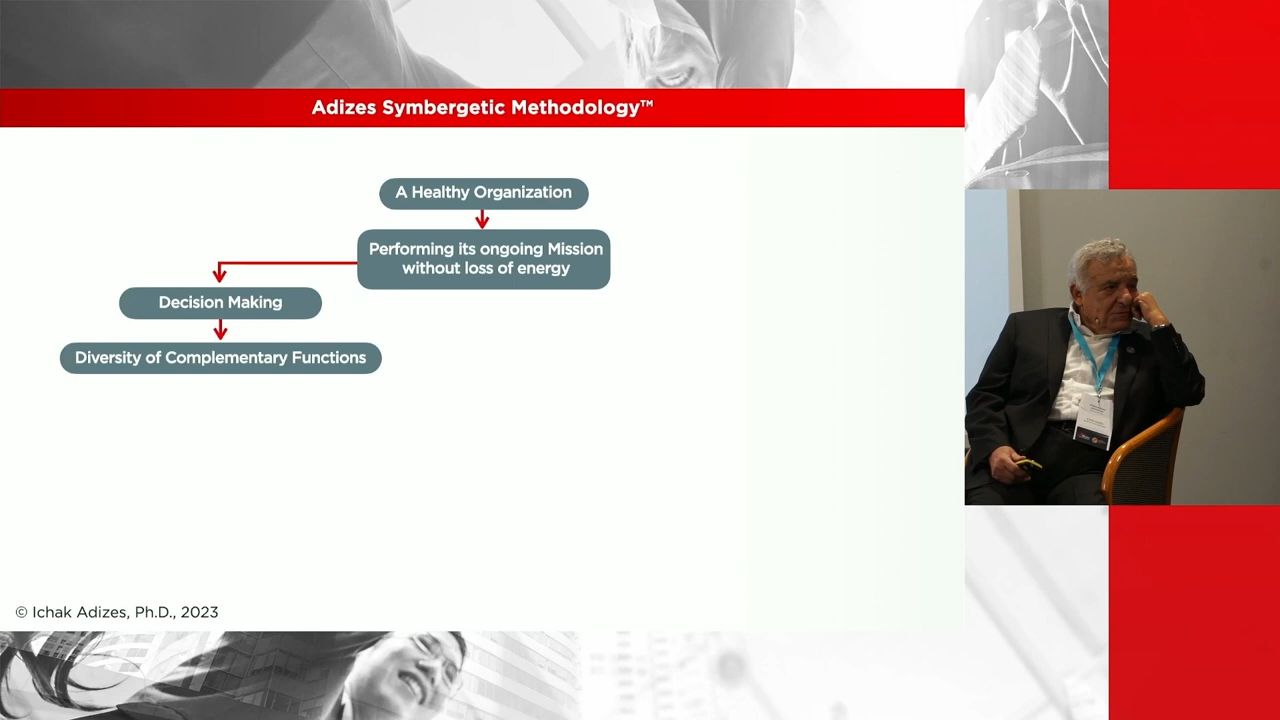 Adizes Symbergetic Methodology™
A Healthy Organization
Performing its ongoing Mission
without loss of energy
Decision Making
Diversity of Complementary Functions
© Ichak Adizes, Ph.D., 2023